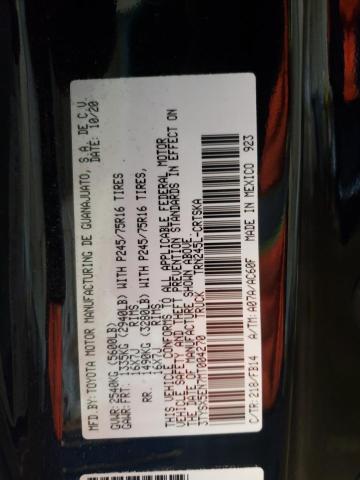 MFD.BY: TOYOTA MOTOR MANUFACTURING DE GUANAJUATO, S.A. DE C.V.
DATE: 10/20
GVWR: 2540KG (5600LB)
GAWR: FRT. 1335KG (2940LB) WITH P245/75R16 TIRES
16X7J RIMS
RR. 1490KG (3280LB) WITH P245/75R16 TIRES,
16X7J RIMS
THIS VEHICLE CONFORMS TO ALL APPLICABLE FEDERAL MOTOR
VEHICLE SAFETY AND THEFT PREVENTION STANDARDS IN EFFECT ON
THE DATE OF MANUFACTURE SHOWN ABOVE.
3TYSX5EN7MT004270 TRUCK TRN245L-CRTSKA
C/TR: 218/FB14 A/TM: A07A/AC60F MADE IN MEXICO 923